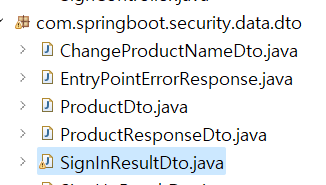 com.springboot.security.data.dto
ChangeProductNameDto.java
EntryPointErrorResponse.java
ProductDto.java
ProductResponseDto.java
SignInResultDto.java